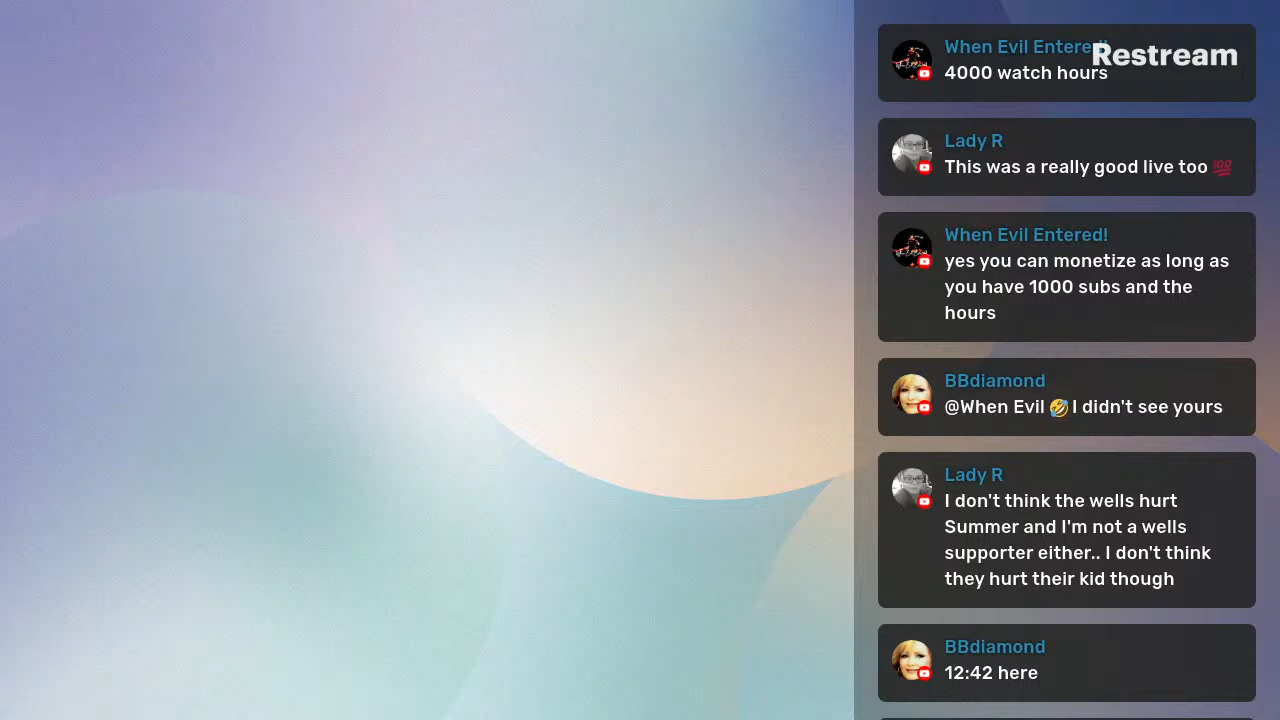 When Evil Entered!
Restream
4000 watch hours
Lady R
This was a really good live too 💯
When Evil Entered!
yes you can monetize as long as
you have 1000 subs and the
hours
BBdiamond
@When Evil 🤣 I didn't see yours
Lady R
I don't think the wells hurt
Summer and I'm not a wells
supporter either.. I don't think
they hurt their kid though
BBdiamond
12:42 here